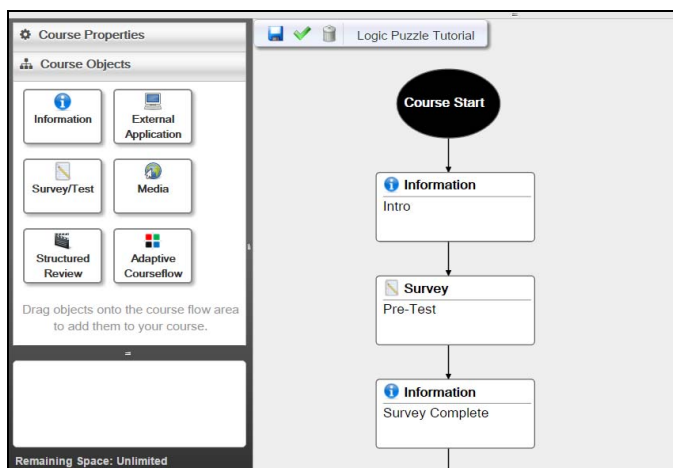 Course Properties
Course Objects
Information
External
Application
Survey/Test
Media
Structured
Review
Adaptive
Courseflow
Drag objects onto the course flow area
to add them to your course.
Remaining Space: Unlimited
Logic Puzzle Tutorial
Course Start
Information
Intro
Survey
Pre-Test
Information
Survey Complete